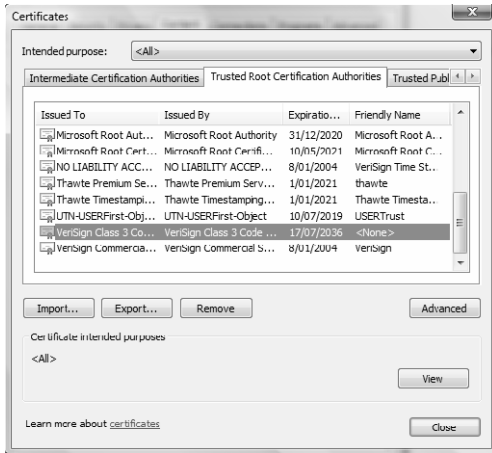 Certificates
Intended purpose: <All>
Intermediate Certification Authorities Trusted Root Certification Authorities Trusted Publ
Issued To Issued By Expiratio... Friendly Name
Microsoft Root Aut... Microsoft Root Authority 31/12/2020 Microsoft Root A...
Microsoft Root Cert... Microsoft Root Certifi... 10/05/2021 Microsoft Root C...
NO LIABILITY ACC... NO LIABILITY ACCEP... 8/01/2004 VeriSign Time St...
Thawte Premium Se... Thawte Premium Serv... 1/01/2021 thawte
Thawte Timestampi... Thawte Timestamping... 1/01/2021 Thawte Timesta...
UTN-USERFirst-Obj... UTN-USERFirst-Object 10/07/2019 USERTrust
VeriSign Class 3 Co... VeriSign Class 3 Code ... 17/07/2036 <None>
VeriSign Commercia... VeriSign Commercial S... 8/01/2004 VeriSign
Import... Export... Remove Advanced
Certificate intended purposes
<All>
View
Learn more about certificates
Close